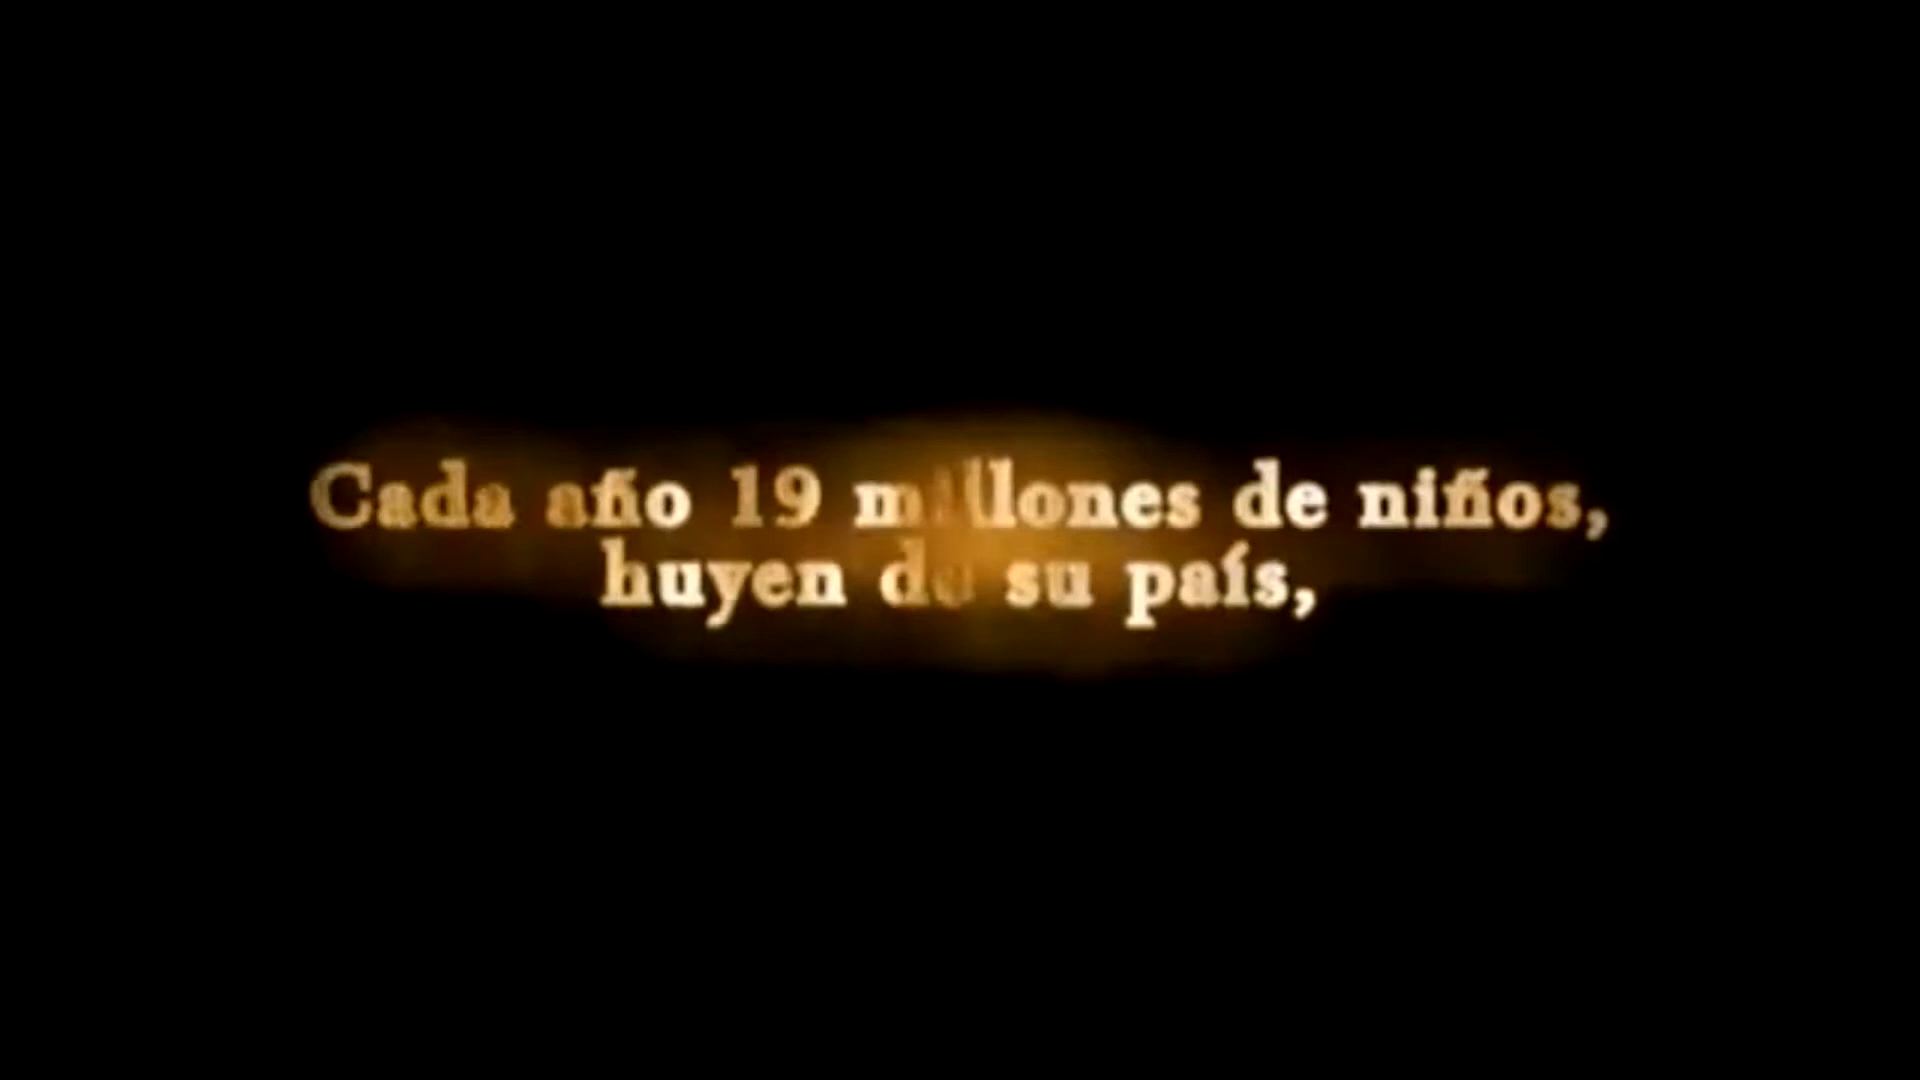 Cada año 19 millones de niños,
huyen de su país,